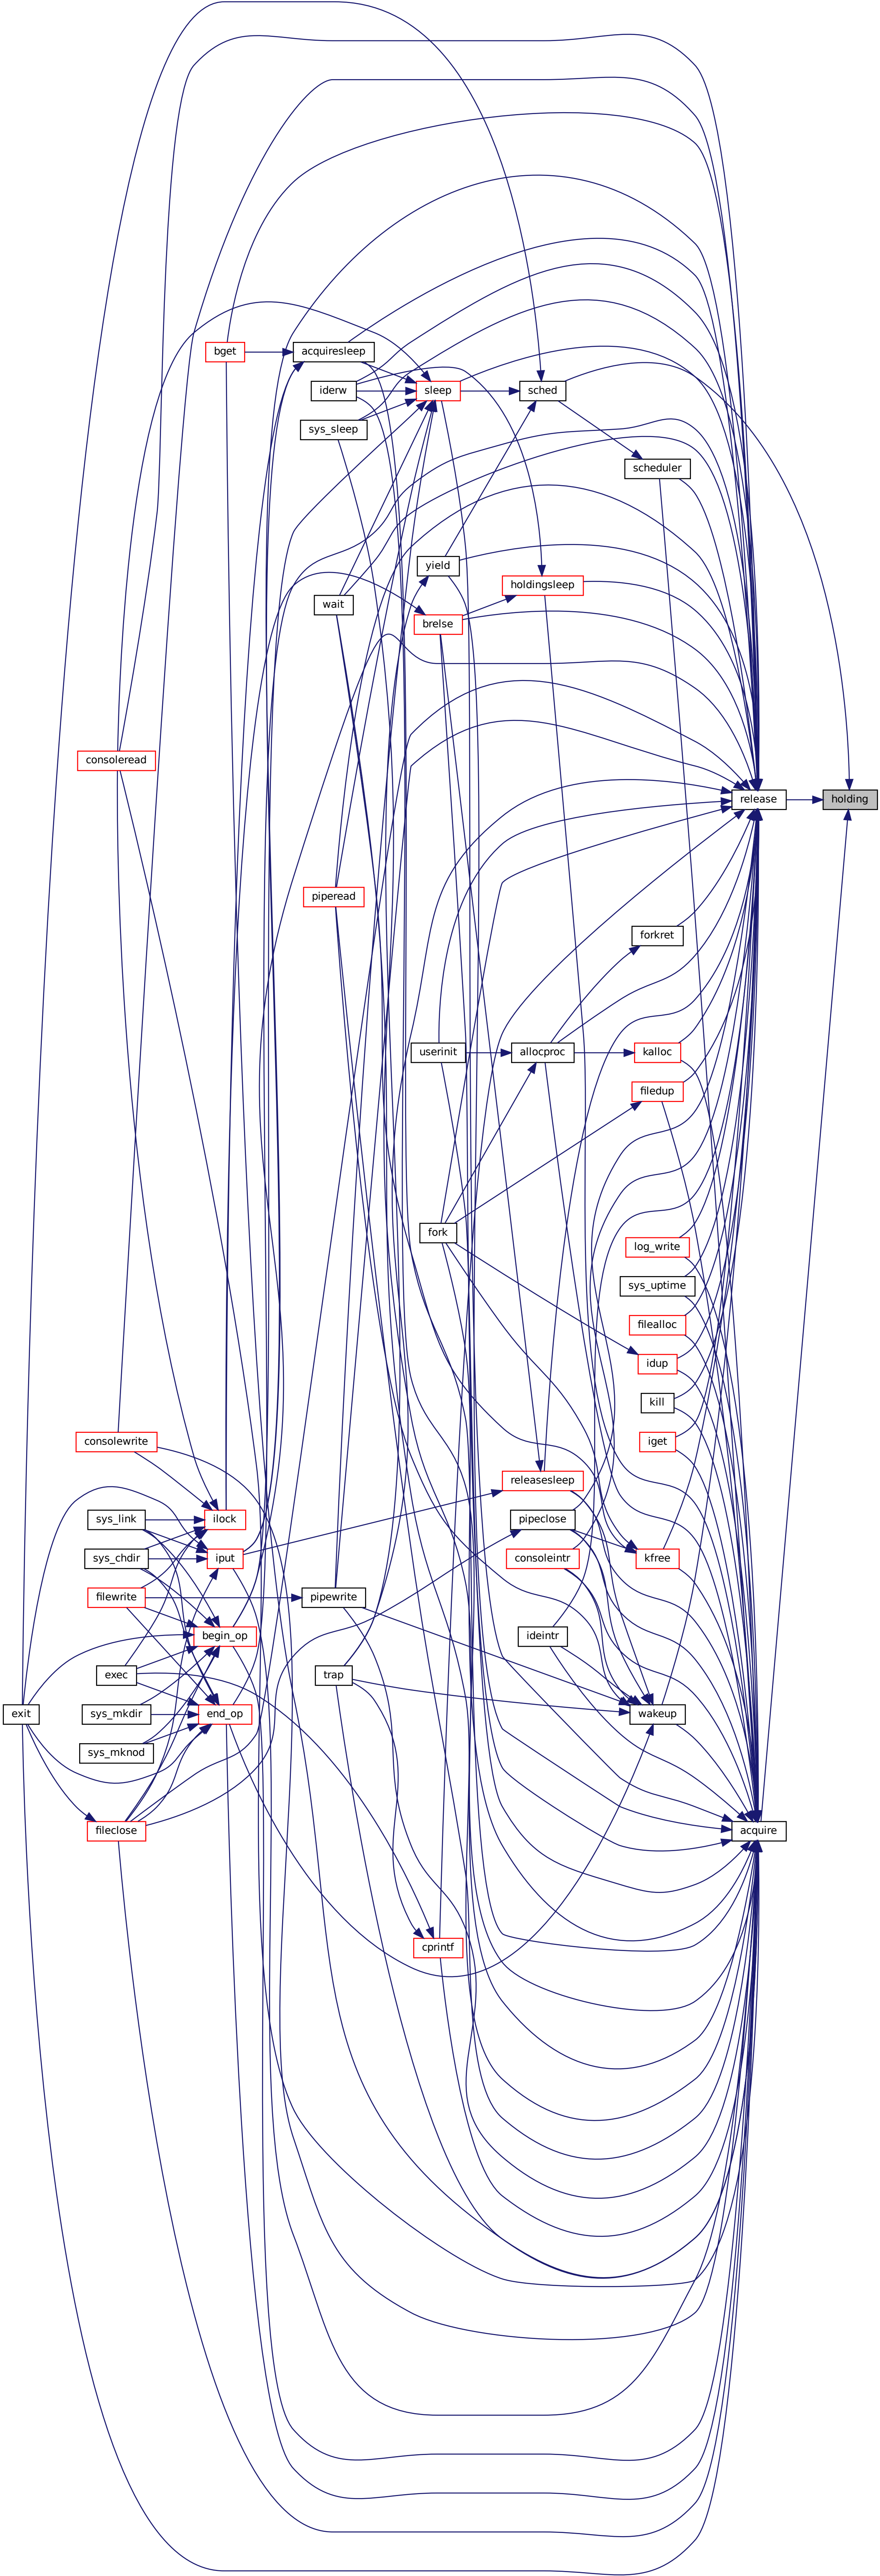 bget
acquiresleep
iderw
sleep
sched
sys_sleep
scheduler
yield
holdingsleep
wait
brelse
consoleread
release
holding
piperead
forkret
userinit
allocproc
kalloc
filedup
fork
log_write
sys_uptime
filealloc
idup
kill
iget
consolewrite
releasesleep
sys_link
ilock
pipeclose
sys_chdir
iput
consoleintr
kfree
filewrite
pipewrite
begin_op
ideintr
exec
trap
exit
sys_mkdir
end_op
wakeup
sys_mknod
fileclose
acquire
cprintf